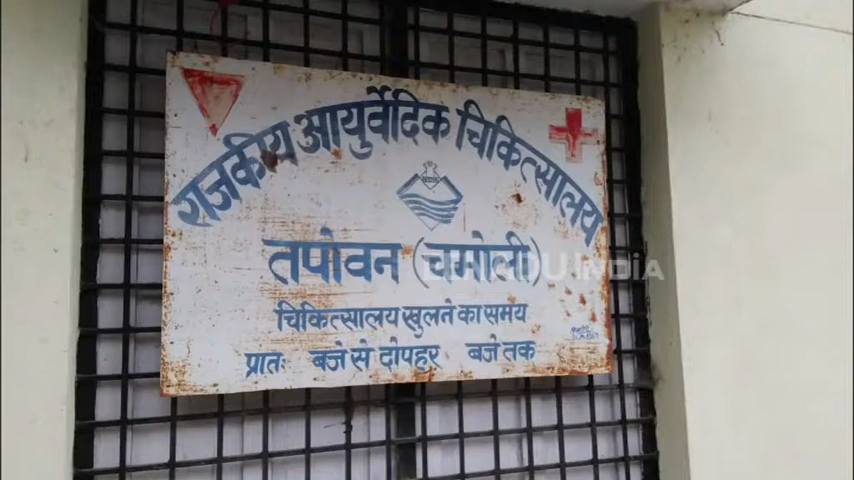 राजकीय आयुर्वेदिक चिकित्सालय
तपोवन (चमोली)
चिकित्सालय खुलने का समय
प्रातः बजे से दोपहर बजे तक